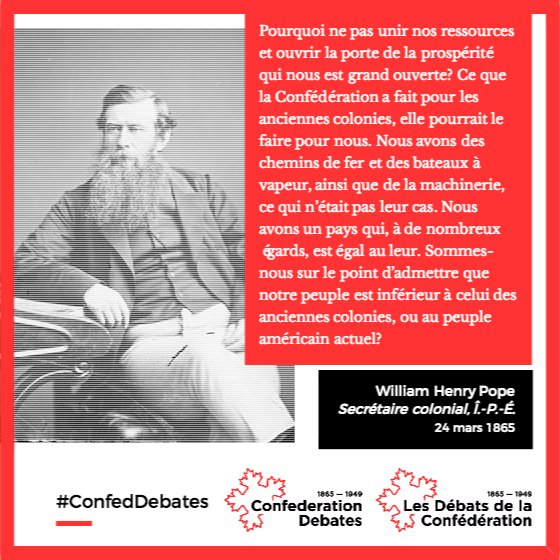 Pourquoi ne pas unir nos ressources
et ouvrir la porte de la prospérité
qui nous est grand ouverte? Ce que
la Confédération a fait pour les
anciennes colonies, elle pourrait le
faire pour nous. Nous avons des
chemins de fer et des bateaux à
vapeur, ainsi que de la machinerie,
ce qui n'était pas leur cas. Nous
avons un pays qui, à de nombreux
égards, est égal au leur. Sommes-
nous sur le point d'admettre que
notre peuple est inférieur à celui des
anciennes colonies, ou au peuple
américain actuel?
William Henry Pope
Secrétaire colonial, Î.-P.-É.
24 mars 1865
#ConfedDebates
1865 — 1949
Confederation
Debates
1865 — 1949
Les Débats de la
Confédération